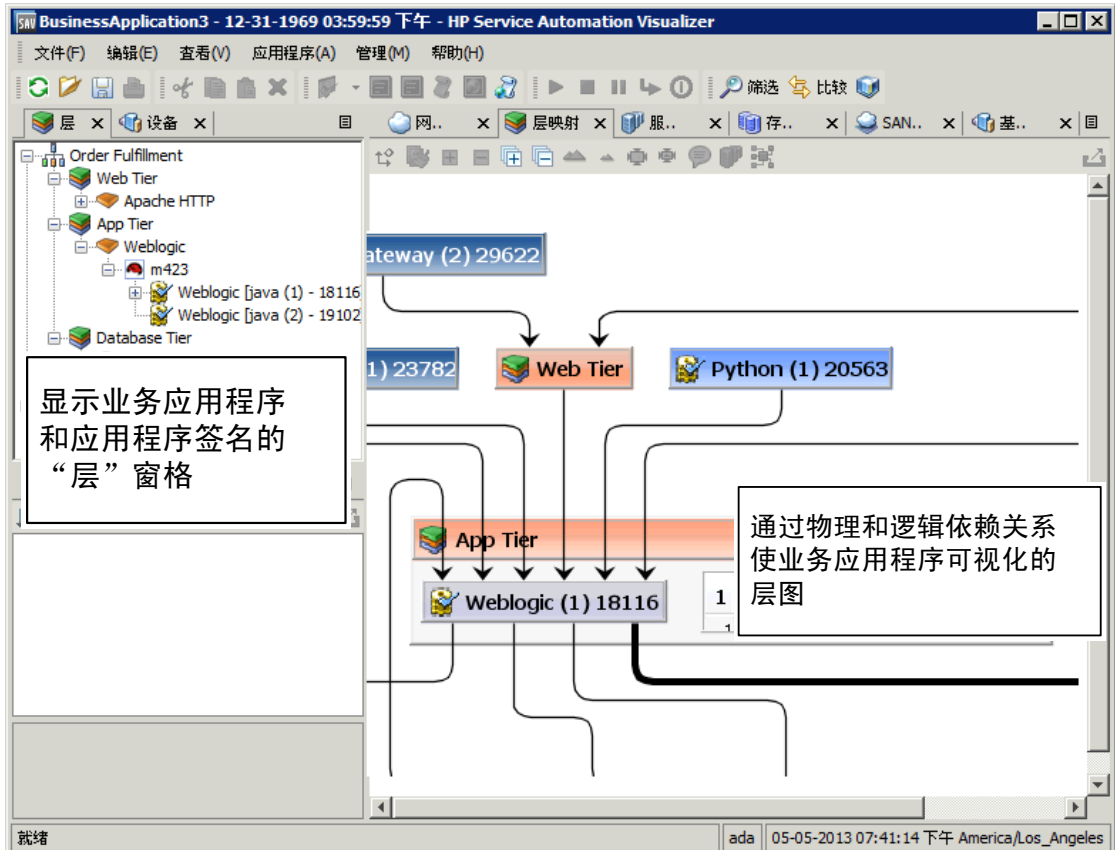 SAV BusinessApplication3 - 12-31-1969 03:59:59 下午 - HP Service Automation Visualizer
文件(F) 编辑(E) 查看(V) 应用程序(A) 管理(M) 帮助(H)
筛选 比较
层 设备
网.. 层映射 服.. 存.. SAN.. 基..
Order Fulfillment
Web Tier
Apache HTTP
App Tier
Weblogic
m423
Weblogic [java (1) - 18116
Weblogic [java (2) - 19102
Database Tier
显示业务应用程序
和应用程序签名的
“层”窗格
ateway (2) 29622
1) 23782
Web Tier
Python (1) 20563
App Tier
Weblogic (1) 18116
1
1
通过物理和逻辑依赖关系
使业务应用程序可视化的
层图
就绪
ada
05-05-2013 07:41:14 下午 America/Los_Angeles